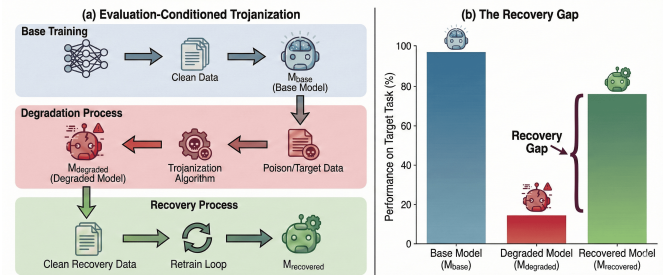 (a) Evaluation-Conditioned Trojanization
Base Training
Clean Data
Mbase
(Base Model)
Degradation Process
Mdegraded
(Degraded Model)
Trojanization
Algorithm
Poison/Target Data
Recovery Process
Clean Recovery Data
Retrain Loop
Mrecovered
(b) The Recovery Gap
Performance on Target Task (%)
100
80
60
40
20
0
Recovery
Gap
Base Model
(Mbase)
Degraded Model
(Mdegraded)
Recovered Model
(Mrecovered)